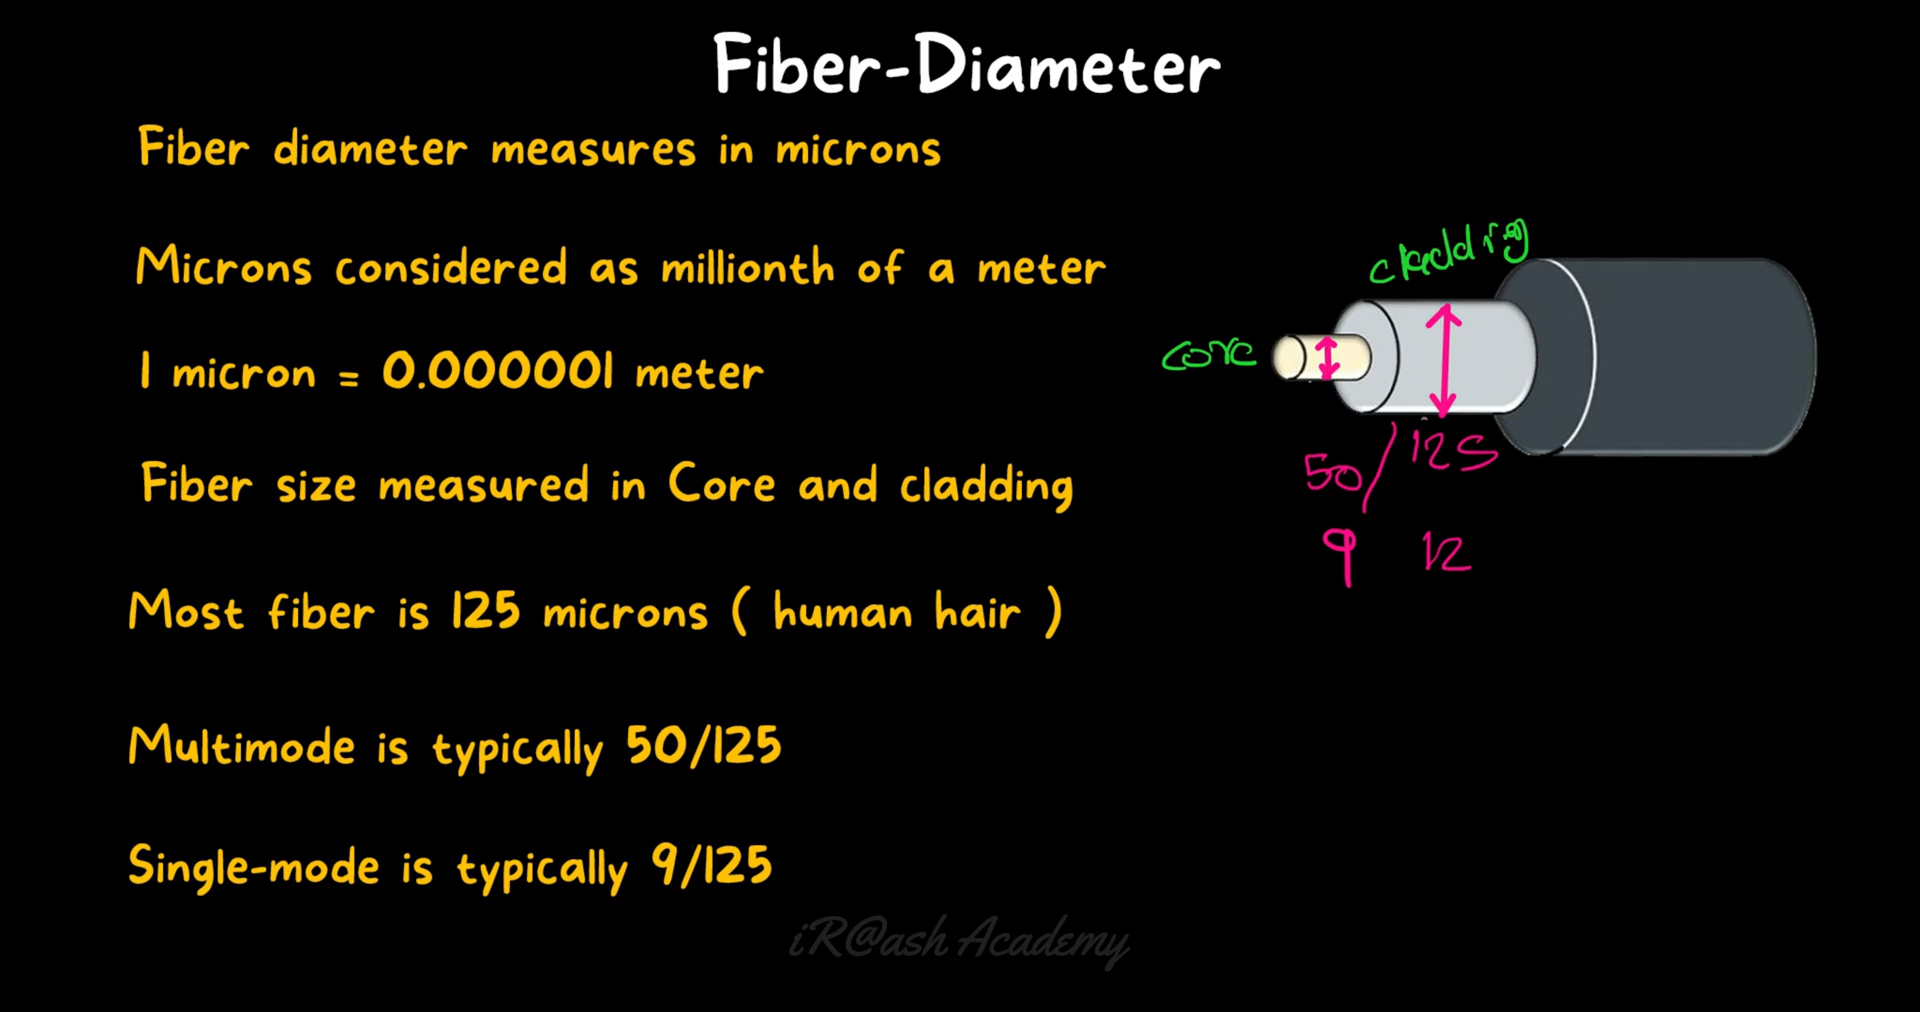 Fiber-Diameter
Fiber diameter measures in microns
Microns considered as millionth of a meter
1 micron = 0.000001 meter
Fiber size measured in Core and cladding
Most fiber is 125 microns ( human hair )
Multimode is typically 50/125
Single-mode is typically 9/125
cladding
core
50/125
9 12
iR@ash Academy